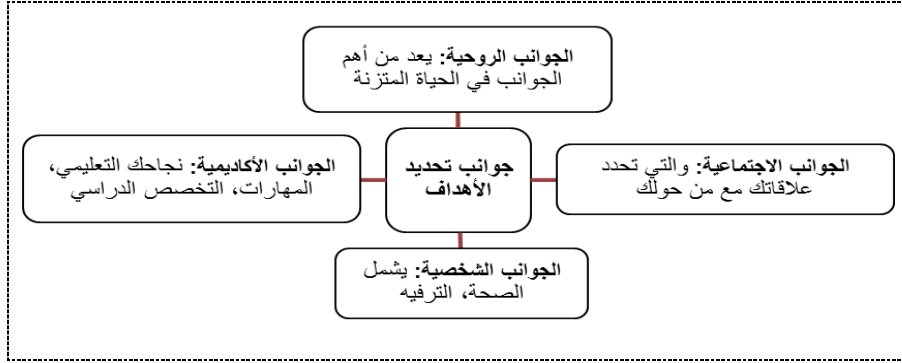 الجوانب الروحية: يعد من أهم
الجوانب في الحياة المتزنة
جوانب تحديد
الأهداف
الجوانب الاجتماعية: والتي تحدد
علاقاتك مع من حولك
الجوانب الأكاديمية: نجاحك التعليمي،
المهارات، التخصص الدراسي
الجوانب الشخصية: يشمل
الصحة، الترفيه